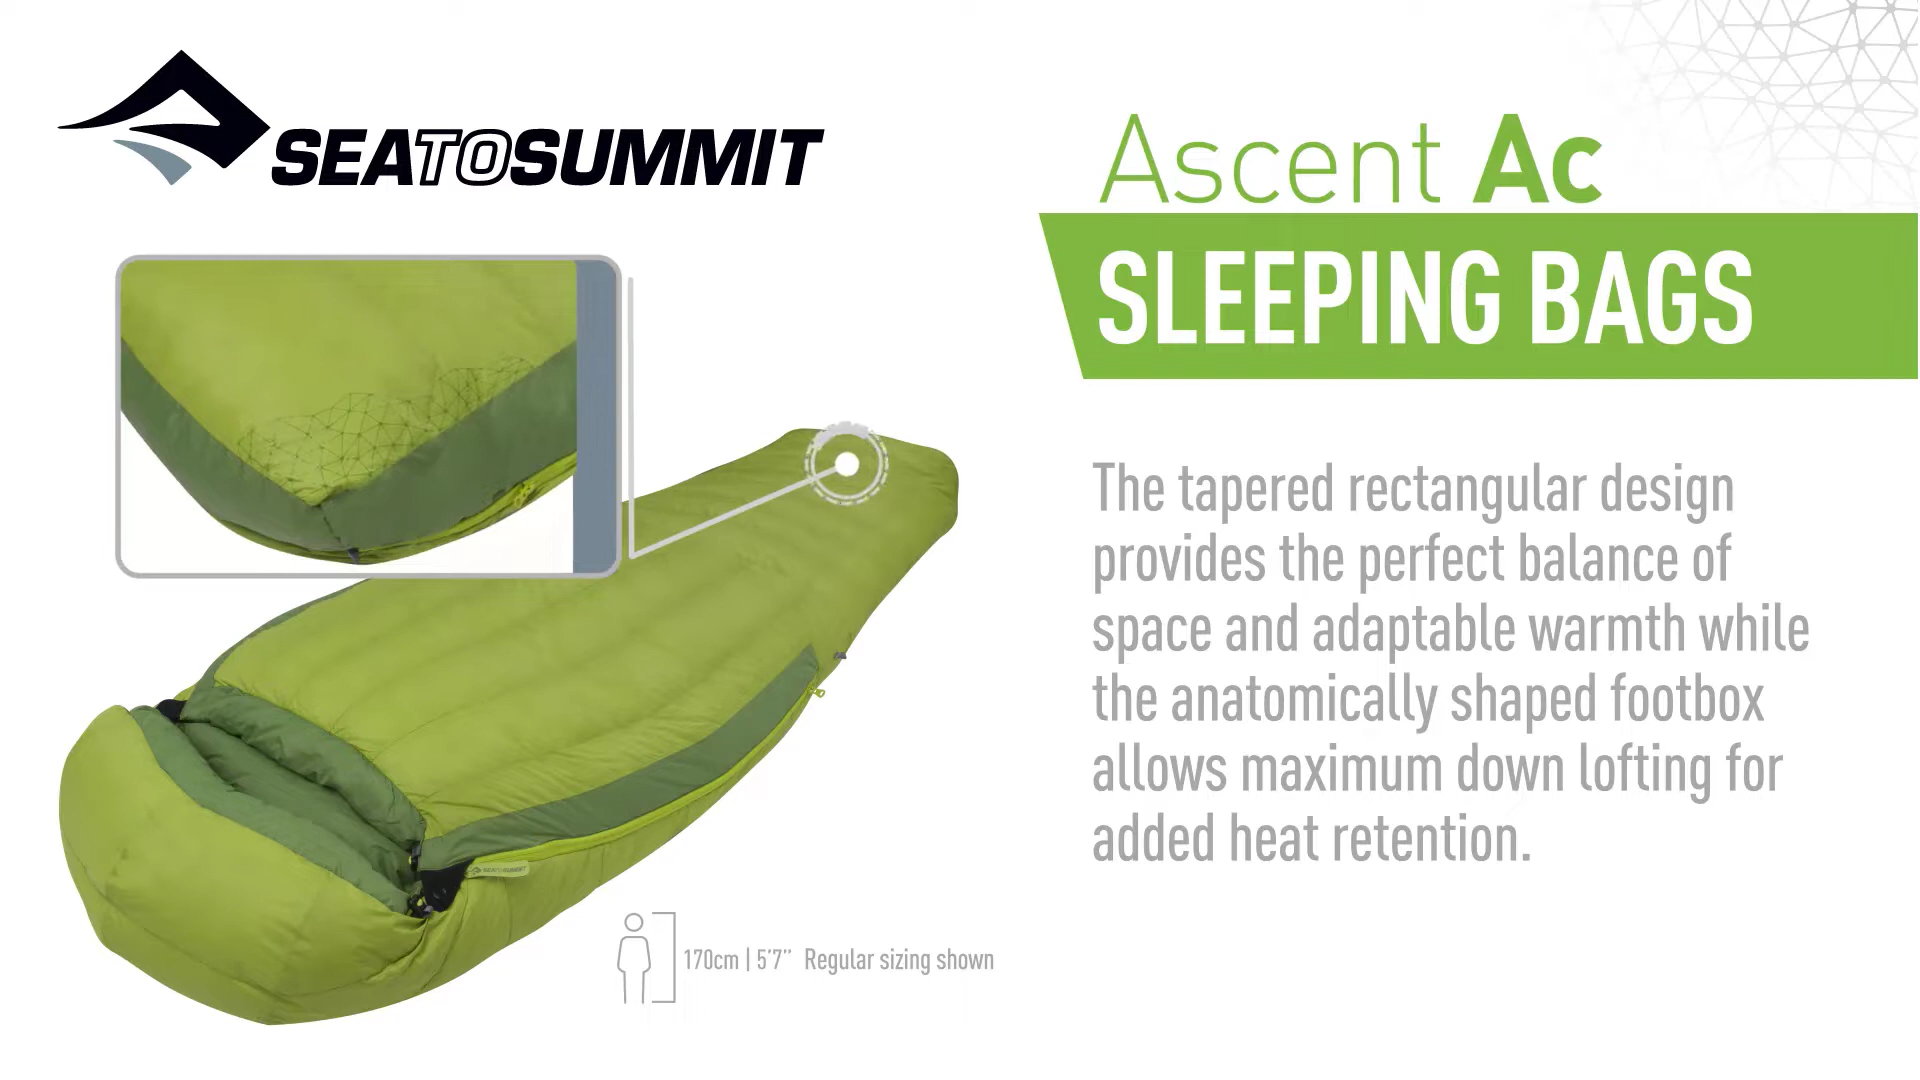 SEATOSUMMIT
Ascent Ac
SLEEPING BAGS
The tapered rectangular design
provides the perfect balance of
space and adaptable warmth while
the anatomically shaped footbox
allows maximum down lofting for
added heat retention.
SEATOSUMMIT
170cm | 5'7" Regular sizing shown